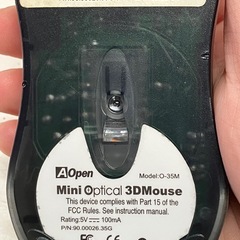 AOpen
Model:O-35M
Mini Optical 3DMouse
This device complies with Part 15 of the
FCC Rules. See instruction manual.
Rating:5V ⎓ 100mA
P/N:90.00026.35G